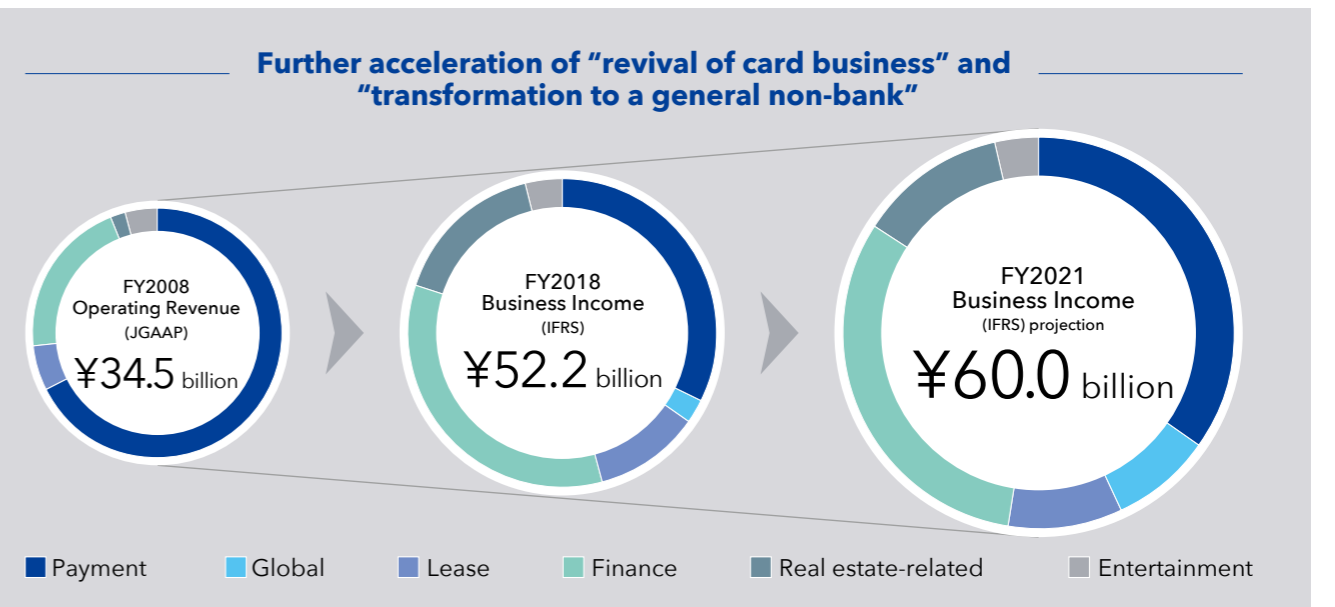 Further acceleration of “revival of card business” and
“transformation to a general non-bank”
FY2008
Operating Revenue
(JGAAP)
¥34.5 billion
FY2018
Business Income
(IFRS)
¥52.2 billion
FY2021
Business Income
(IFRS) projection
¥60.0 billion
Payment
Global
Lease
Finance
Real estate-related
Entertainment